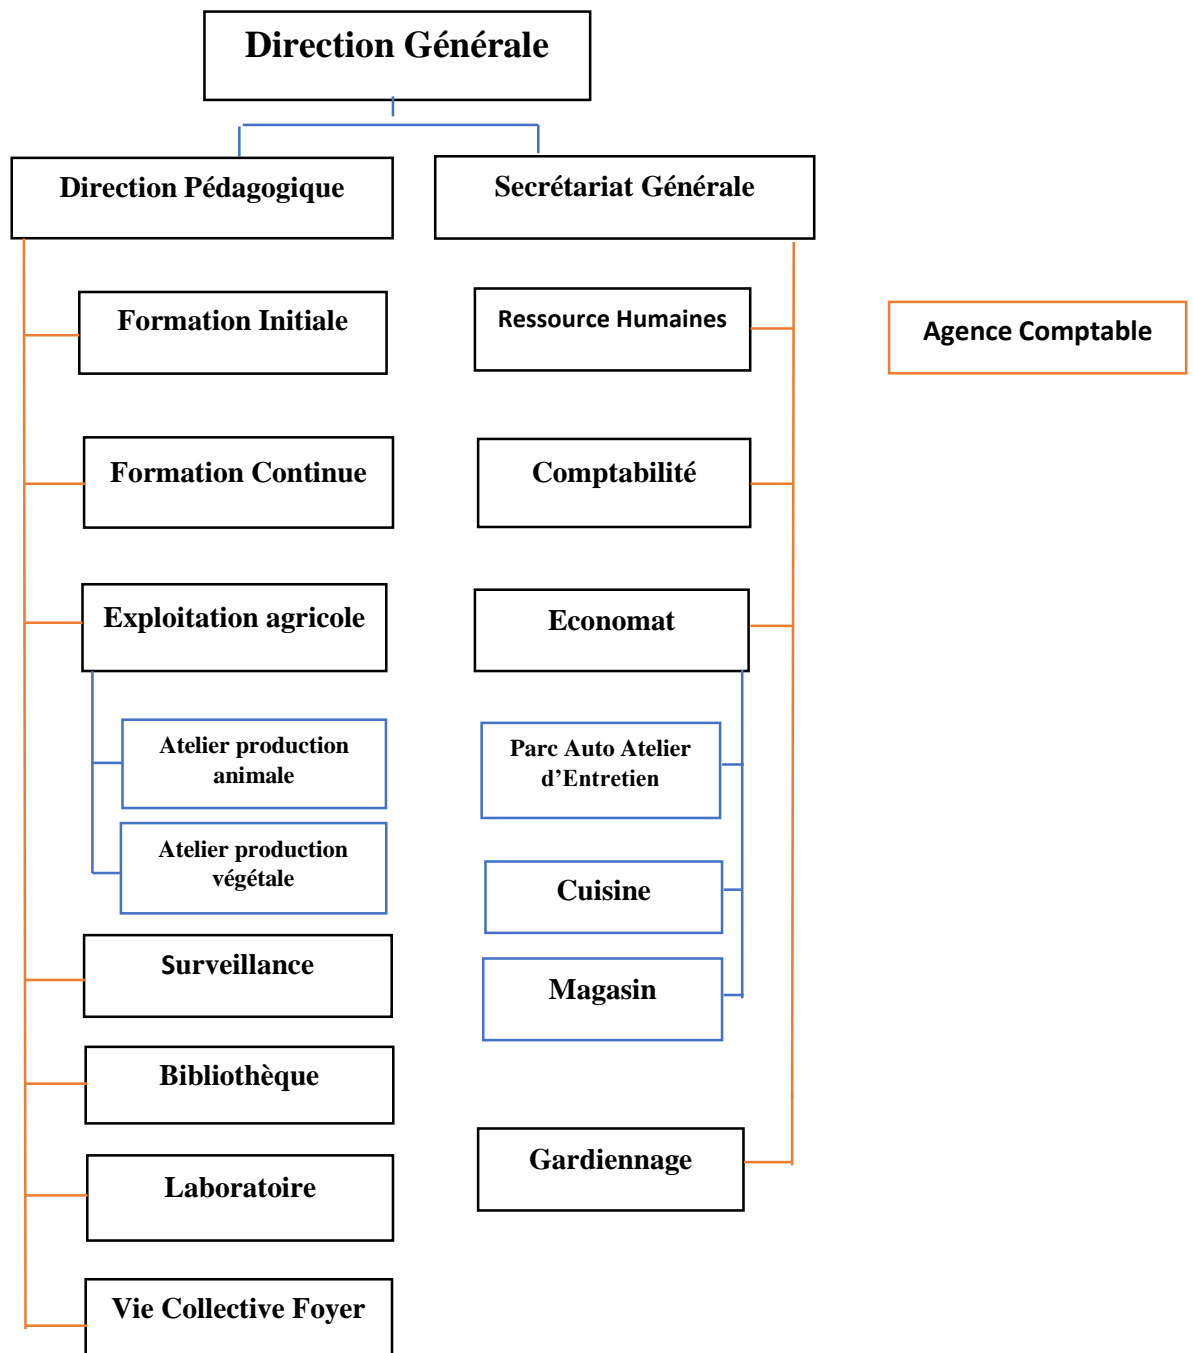 Direction Générale
Direction Pédagogique
Secrétariat Générale
Formation Initiale
Ressource Humaines
Agence Comptable
Formation Continue
Comptabilité
Exploitation agricole
Economat
Atelier production
animale
Parc Auto Atelier
d’Entretien
Atelier production
végétale
Cuisine
Surveillance
Magasin
Bibliothèque
Gardiennage
Laboratoire
Vie Collective Foyer